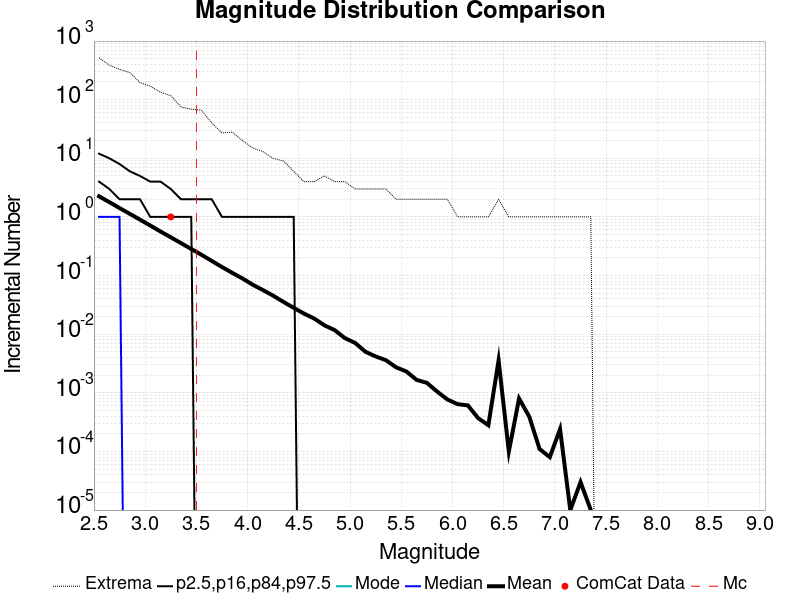 Magnitude Distribution Comparison
10^3
10^2
10^1
10^0
10^-1
10^-2
10^-3
10^-4
10^-5
Incremental Number
2.5 3.0 3.5 4.0 4.5 5.0 5.5 6.0 6.5 7.0 7.5 8.0 8.5 9.0
Magnitude
Extrema p2.5,p16,p84,p97.5 Mode Median Mean ComCat Data Mc